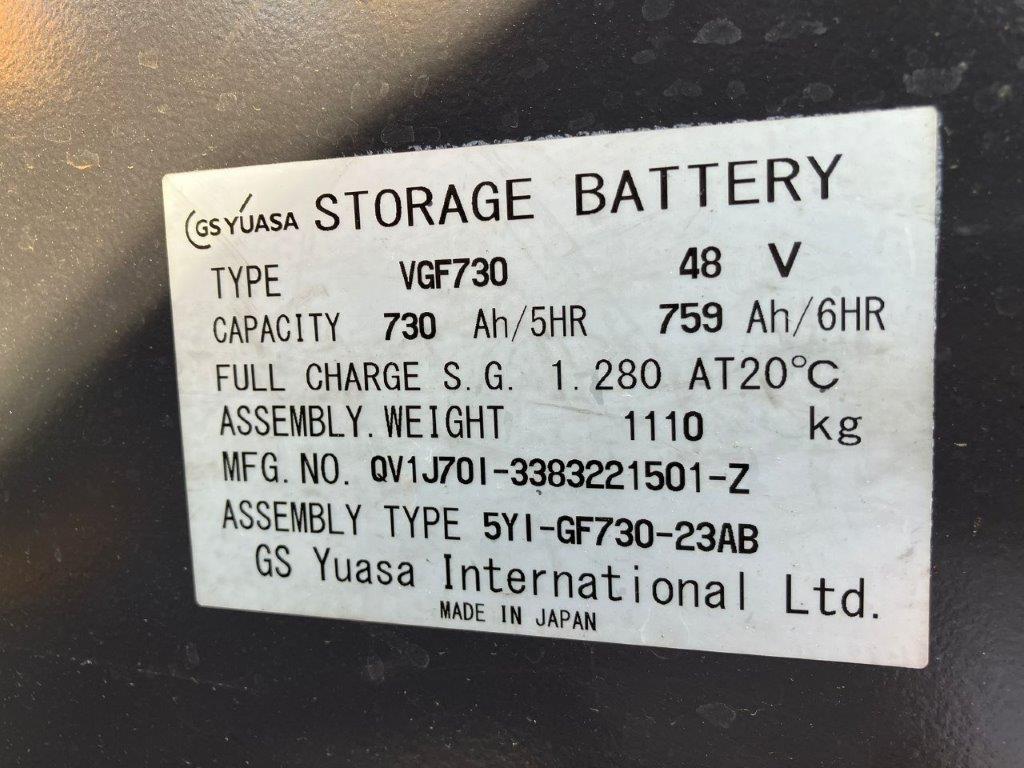 GS YUASA STORAGE BATTERY
TYPE VGF730 48 V
CAPACITY 730 Ah/5HR 759 Ah/6HR
FULL CHARGE S.G. 1.280 AT20℃
ASSEMBLY.WEIGHT 1110 kg
MFG.NO. QV1J70I-3383221501-Z
ASSEMBLY TYPE 5YI-GF730-23AB
GS Yuasa International Ltd.
MADE IN JAPAN